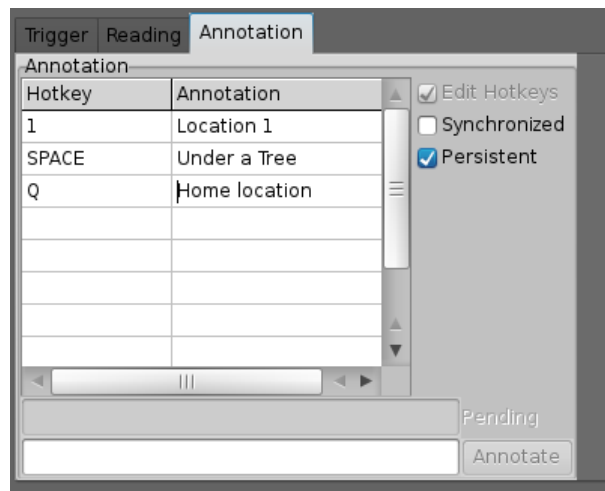 Trigger Reading Annotation
Annotation
Hotkey Annotation
1 Location 1
SPACE Under a Tree
Q Home location
Edit Hotkeys
Synchronized
Persistent
Pending
Annotate